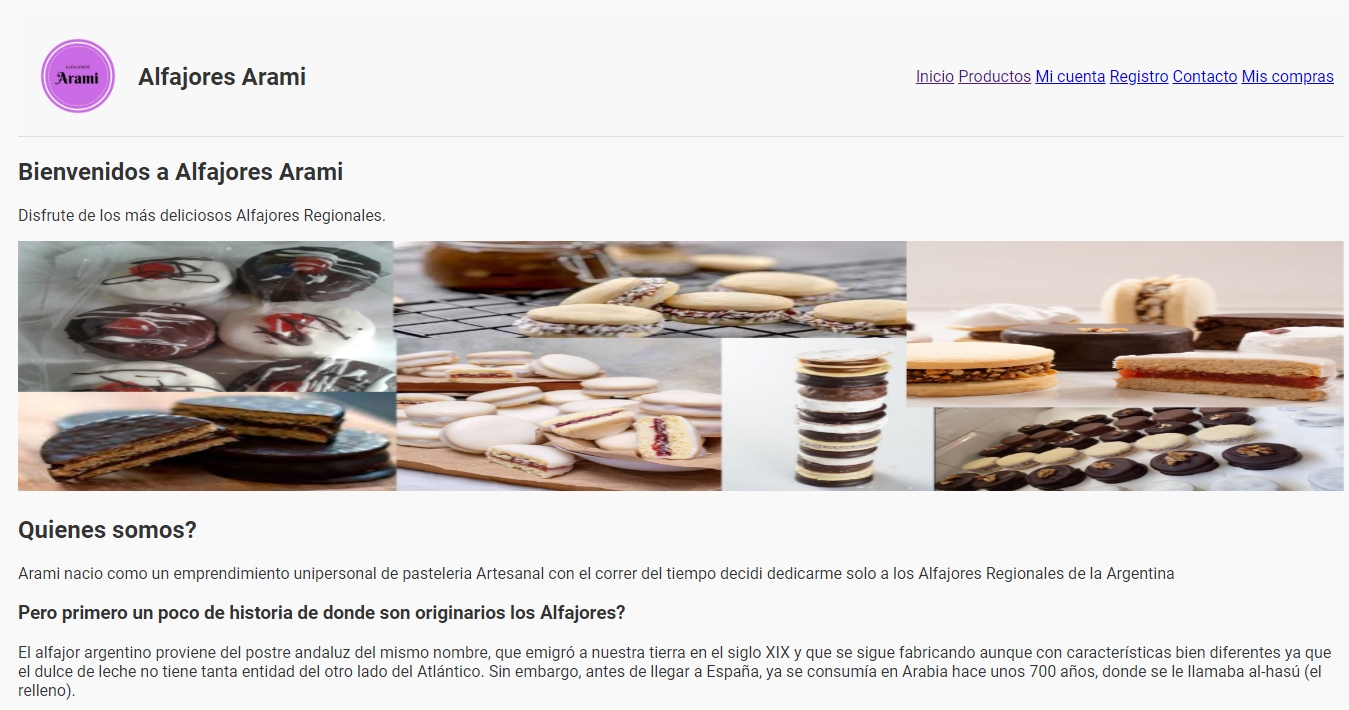 ALFAJORES
Arami
Alfajores Arami
Inicio Productos Mi cuenta Registro Contacto Mis compras
Bienvenidos a Alfajores Arami
Disfrute de los más deliciosos Alfajores Regionales.
Quienes somos?
Arami nacio como un emprendimiento unipersonal de pasteleria Artesanal con el correr del tiempo decidi dedicarme solo a los Alfajores Regionales de la Argentina
Pero primero un poco de historia de donde son originarios los Alfajores?
El alfajor argentino proviene del postre andaluz del mismo nombre, que emigró a nuestra tierra en el siglo XIX y que se sigue fabricando aunque con características bien diferentes ya que
el dulce de leche no tiene tanta entidad del otro lado del Atlántico. Sin embargo, antes de llegar a España, ya se consumía en Arabia hace unos 700 años, donde se le llamaba al-hasú (el
relleno).